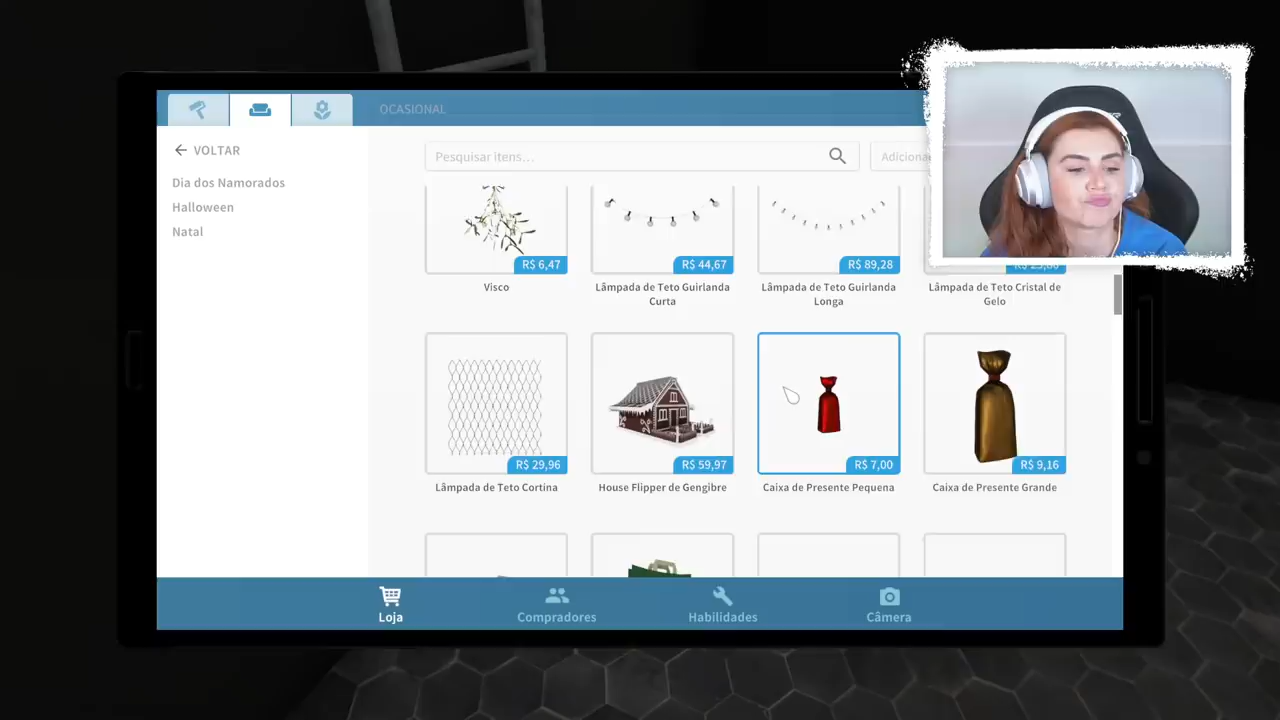 OCASIONAL
VOLTAR
Pesquisar itens...
Dia dos Namorados
Halloween
Natal
R$ 6,47
R$ 44,67
R$ 89,28
Visco
Lâmpada de Teto Guirlanda
Curta
Lâmpada de Teto Guirlanda
Longa
Lâmpada de Teto Cristal de
Gelo
R$ 29,96
R$ 59,97
R$ 7,00
R$ 9,16
Lâmpada de Teto Cortina
House Flipper de Gengibre
Caixa de Presente Pequena
Caixa de Presente Grande
Loja
Compradores
Habilidades
Câmera